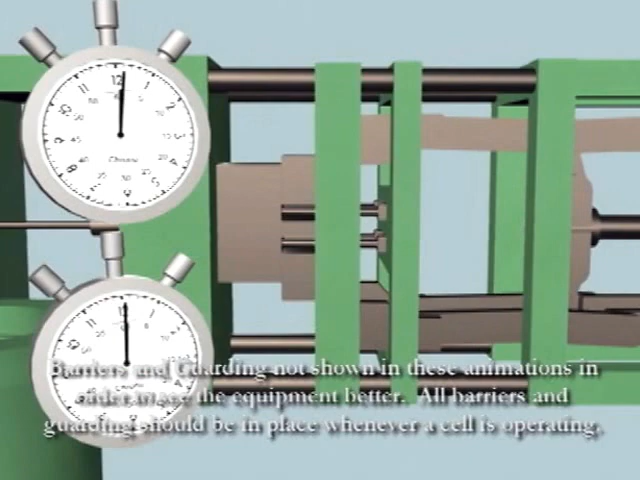 Barriers and Guarding not shown in these animations in
order to see the equipment better. All barriers and
guarding should be in place whenever a cell is operating.